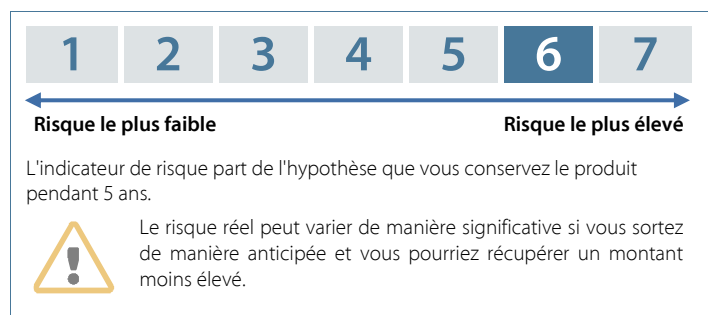 1 2 3 4 5 6 7
Risque le plus faible Risque le plus élevé
L'indicateur de risque part de l'hypothèse que vous conservez le produit
pendant 5 ans.
Le risque réel peut varier de manière significative si vous sortez
de manière anticipée et vous pourriez récupérer un montant
moins élevé.